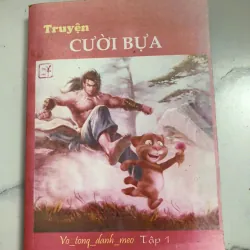 Truyện
CƯỜI BỰA
Vo_tong_danh_meo Tập 1